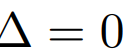 Δ = 0